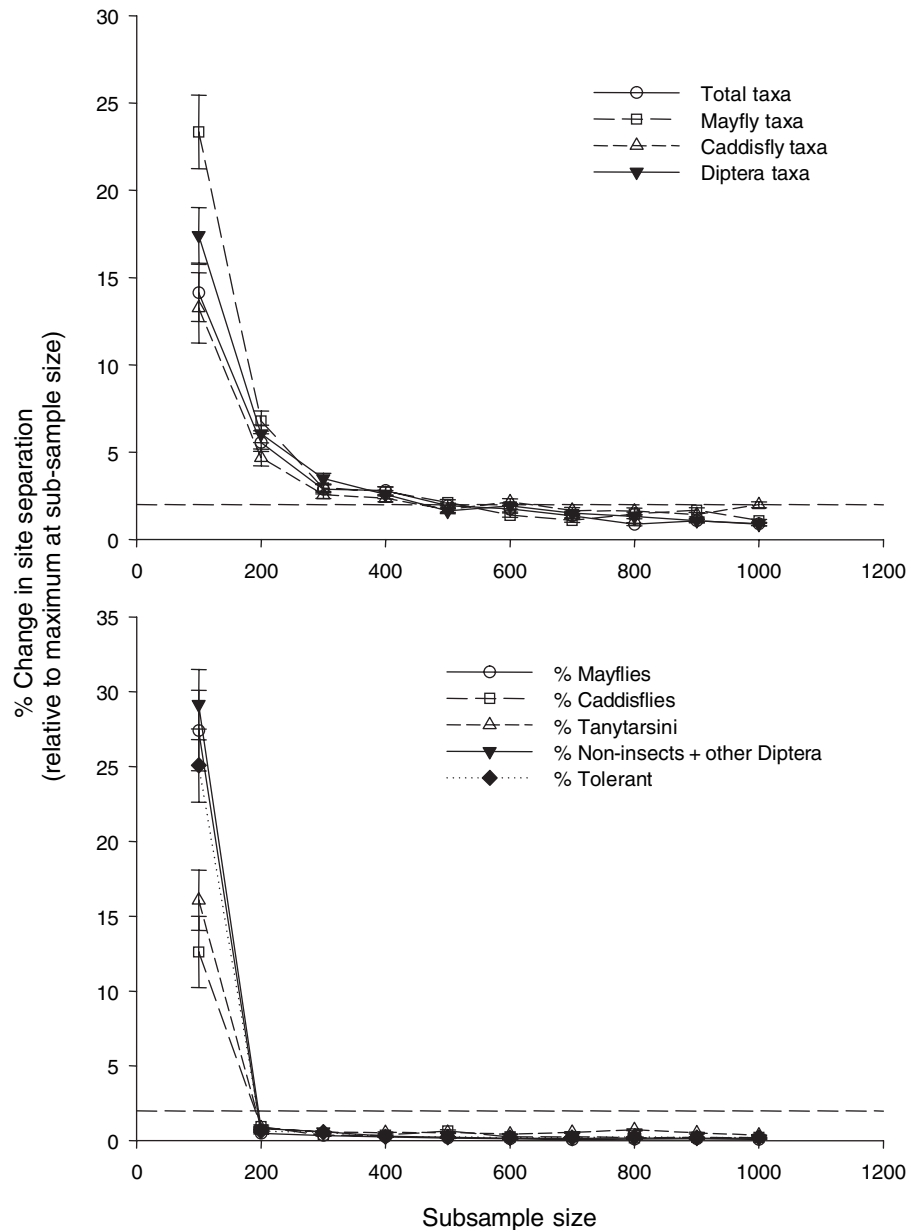 30
25
20
15
10
5
0
Total taxa
Mayfly taxa
Caddisfly taxa
Diptera taxa
0 200 400 600 800 1000 1200
% Change in site separation
(relative to maximum at sub-sample size)
35
30
25
20
15
10
5
0
% Mayflies
% Caddisflies
% Tanytarsini
% Non-insects + other Diptera
% Tolerant
0 200 400 600 800 1000 1200
Subsample size